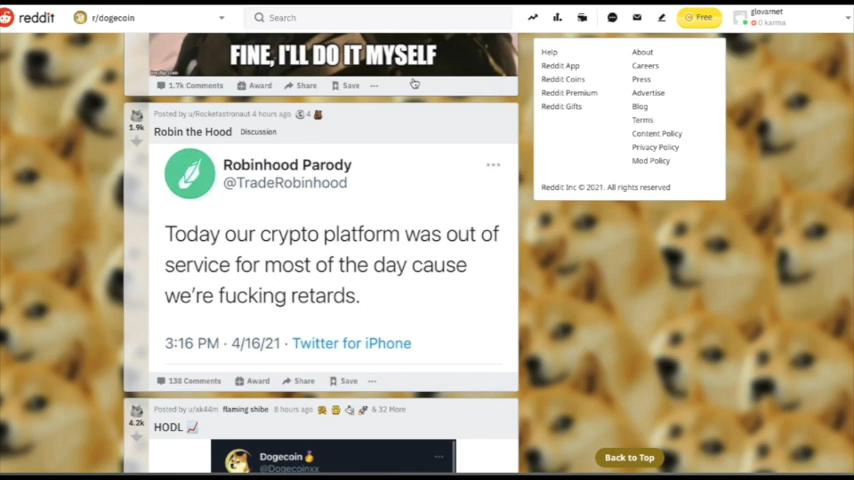 reddit
r/dogecoin
Search
Free
glovarnet
0 karma
FINE, I'LL DO IT MYSELF
1.7k Comments Award Share Save
Posted by u/Rocketastronaut 4 hours ago 4
1.9k
Robin the Hood Discussion
Robinhood Parody
@TradeRobinhood
Today our crypto platform was out of
service for most of the day cause
we're fucking retards.
3:16 PM · 4/16/21 · Twitter for iPhone
138 Comments Award Share Save
Posted by u/ak44m flaming shibe 8 hours ago & 32 More
4.2k
HODL
Dogecoin
@Dogecoinxx
Help
Reddit App
Reddit Coins
Reddit Premium
Reddit Gifts
About
Careers
Press
Advertise
Blog
Terms
Content Policy
Privacy Policy
Mod Policy
Reddit Inc © 2021. All rights reserved
Back to Top